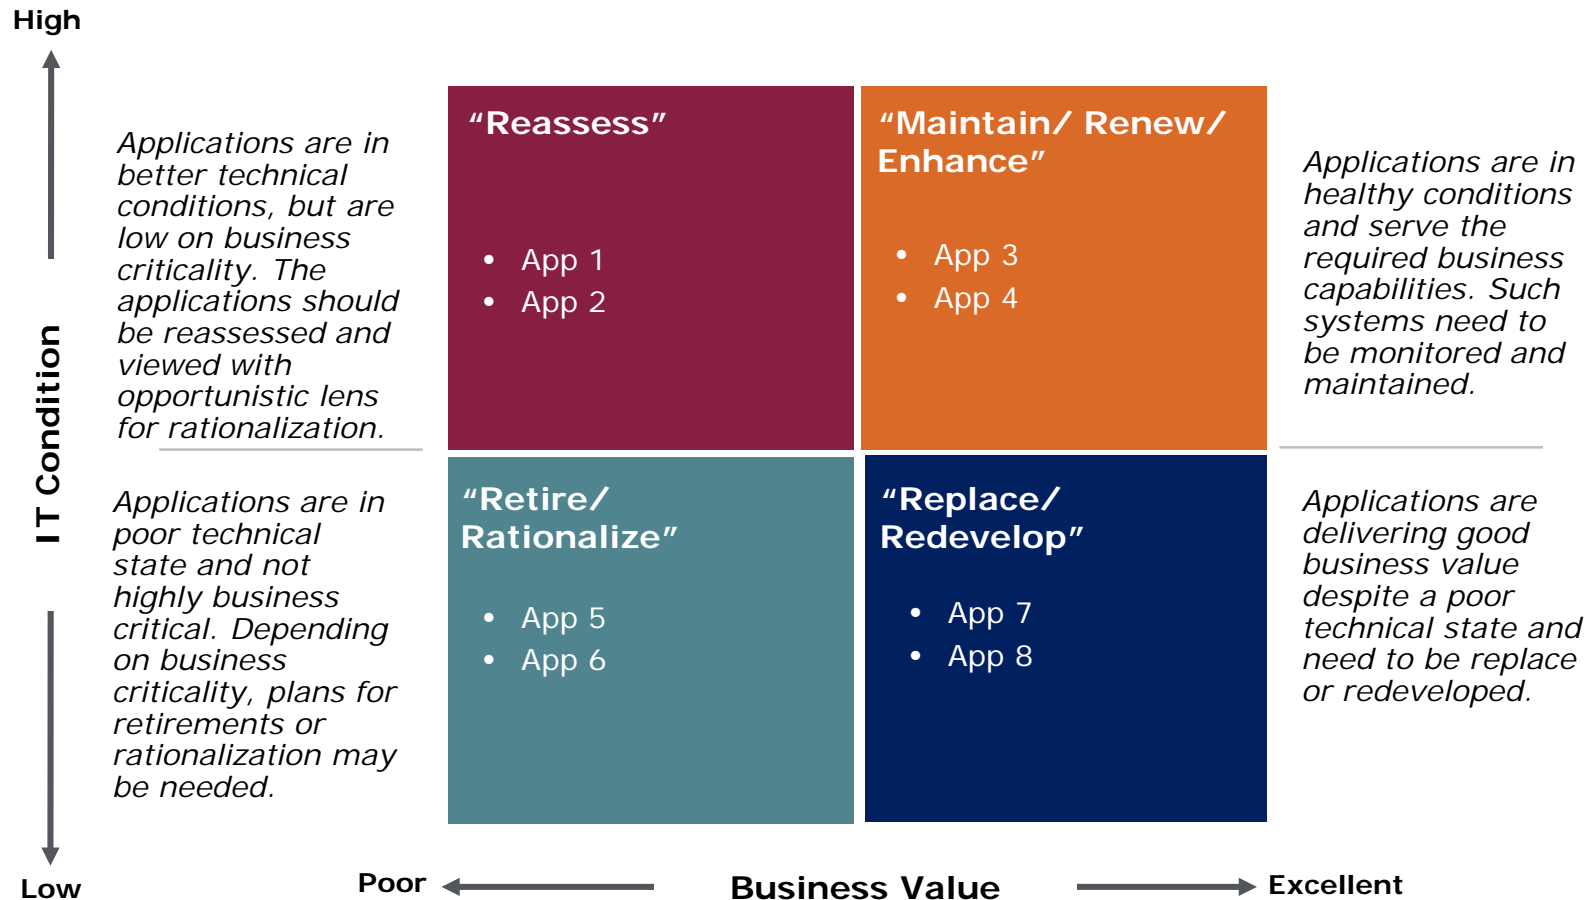 High
Applications are in
better technical
conditions, but are
low on business
criticality. The
applications should
be reassessed and
viewed with
opportunistic lens
for rationalization.
“Reassess”
• App 1
• App 2
“Maintain/ Renew/
Enhance”
• App 3
• App 4
Applications are in
healthy conditions
and serve the
required business
capabilities. Such
systems need to
be monitored and
maintained.
IT Condition
Applications are in
poor technical
state and not
highly business
critical. Depending
on business
criticality, plans for
retirements or
rationalization may
be needed.
“Retire/
Rationalize”
• App 5
• App 6
“Replace/
Redevelop”
• App 7
• App 8
Applications are
delivering good
business value
despite a poor
technical state and
need to be replace
or redeveloped.
Low
Poor
Business Value
Excellent